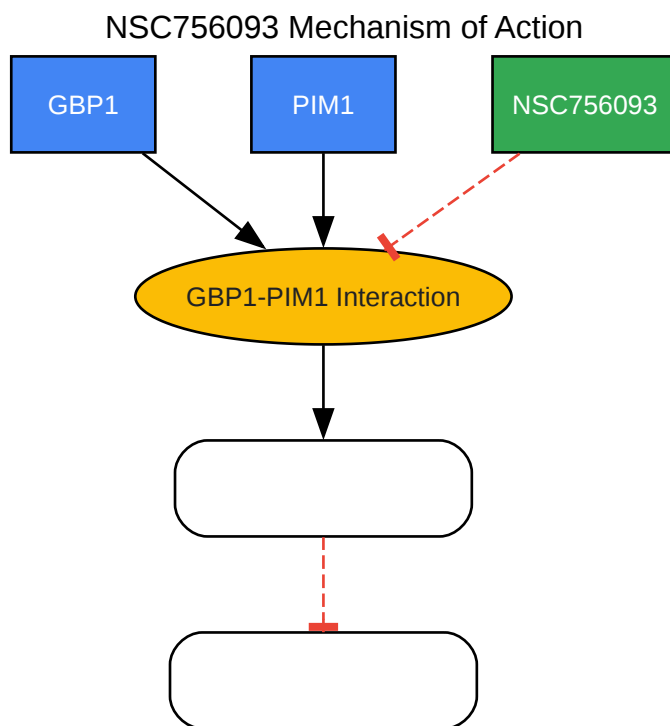 NSC756093 Mechanism of Action
GBP1
PIM1
NSC756093
GBP1-PIM1 Interaction